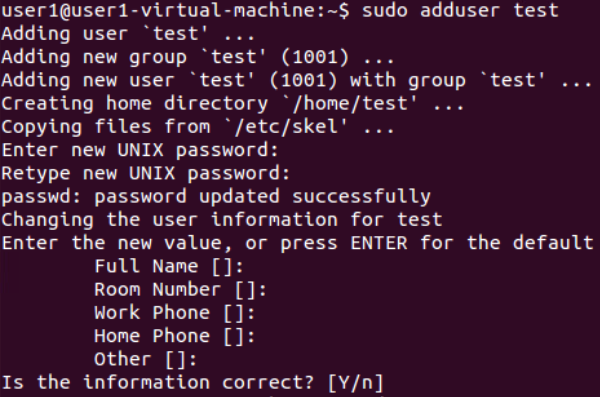 user1@user1-virtual-machine:~$ sudo adduser test
Adding user `test' ...
Adding new group `test' (1001) ...
Adding new user `test' (1001) with group `test' ...
Creating home directory `/home/test' ...
Copying files from `/etc/skel' ...
Enter new UNIX password:
Retype new UNIX password:
passwd: password updated successfully
Changing the user information for test
Enter the new value, or press ENTER for the default
Full Name []:
Room Number []:
Work Phone []:
Home Phone []:
Other []:
Is the information correct? [Y/n]